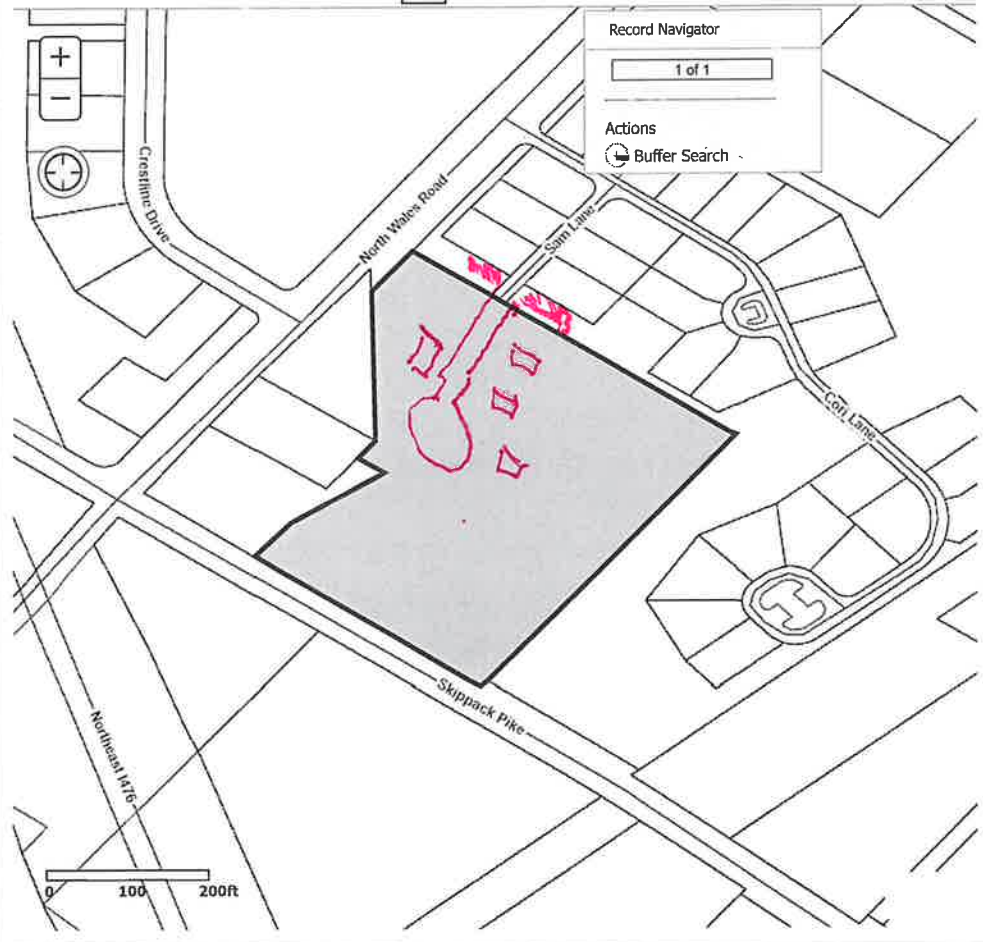 Record Navigator
1 of 1
Actions
Buffer Search
+
−
Crestline Drive
North Wales Road
Sam Lane
Cori Lane
Skippack Pike
Northeast I476
0 100 200ft